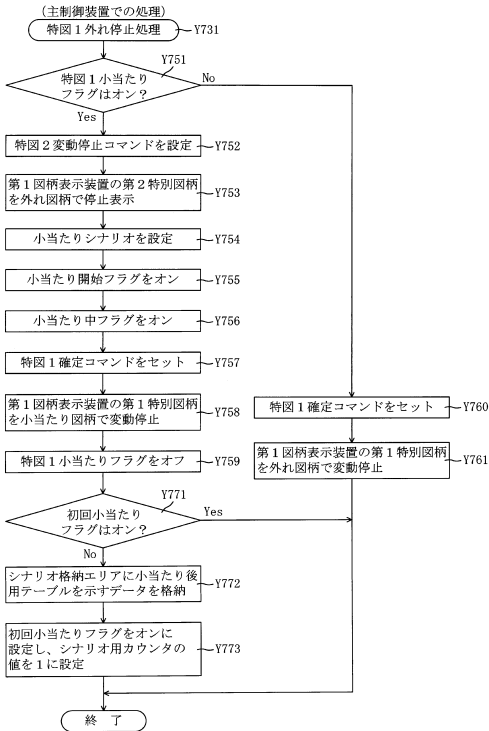 (主制御装置での処理)
特図1外れ停止処理
Y731
Y751
特図1小当たり
フラグはオン?
No
Yes
特図2変動停止コマンドを設定
Y752
第1図柄表示装置の第2特別図柄
を外れ図柄で停止表示
Y753
小当たりシナリオを設定
Y754
小当たり開始フラグをオン
Y755
小当たり中フラグをオン
Y756
特図1確定コマンドをセット
Y757
第1図柄表示装置の第1特別図柄
を小当たり図柄で変動停止
Y758
特図1確定コマンドをセット
Y760
特図1小当たりフラグをオフ
Y759
第1図柄表示装置の第1特別図柄
を外れ図柄で変動停止
Y761
Y771
初回小当たり
フラグはオン?
Yes
No
シナリオ格納エリアに小当たり後
用テーブルを示すデータを格納
Y772
初回小当たりフラグをオンに
設定し、シナリオ用カウンタの
値を1に設定
Y773
終 了